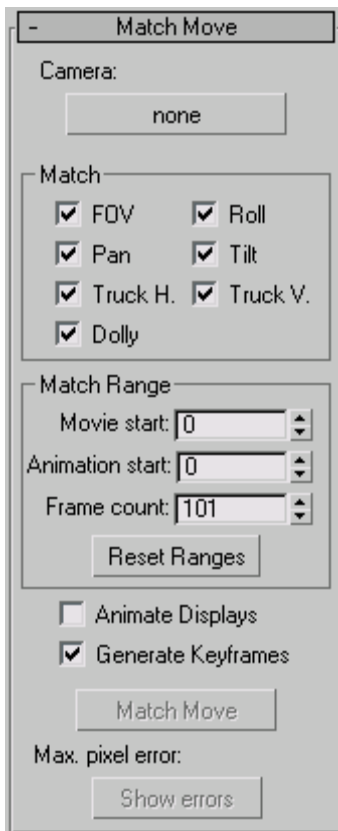 - Match Move
Camera:
none
Match
FOV Roll
Pan Tilt
Truck H. Truck V.
Dolly
Match Range
Movie start: 0
Animation start: 0
Frame count: 101
Reset Ranges
Animate Displays
Generate Keyframes
Match Move
Max. pixel error:
Show errors